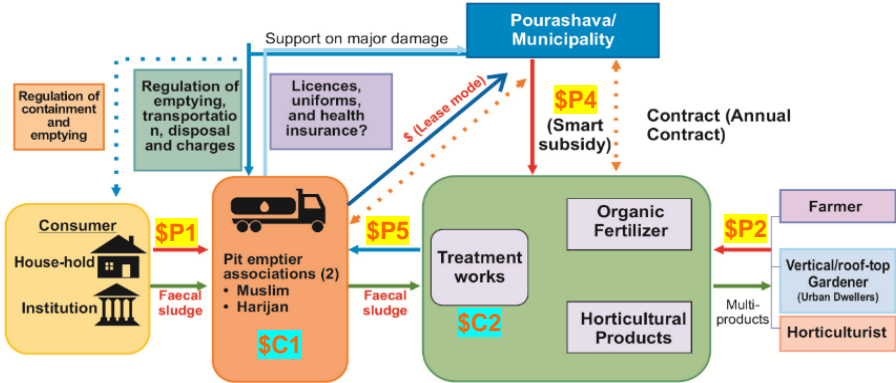 Pourashava/
Municipality
Support on major damage
Regulation of
containment
and
emptying
Regulation of
emptying,
transportatio
n, disposal
and charges
Licences,
uniforms,
and health
insurance?
$ (Lease mode)
$P4
(Smart
subsidy)
Contract (Annual
Contract)
Consumer
House-hold
Institution
$P1
Faecal
sludge
Pit emptier
associations (2)
• Muslim
• Harijan
$C1
$P5
Faecal
sludge
Treatment
works
$C2
Organic
Fertilizer
Horticultural
Products
$P2
Multi-
products
Farmer
Vertical/roof-top
Gardener
(Urban Dwellers)
Horticulturist